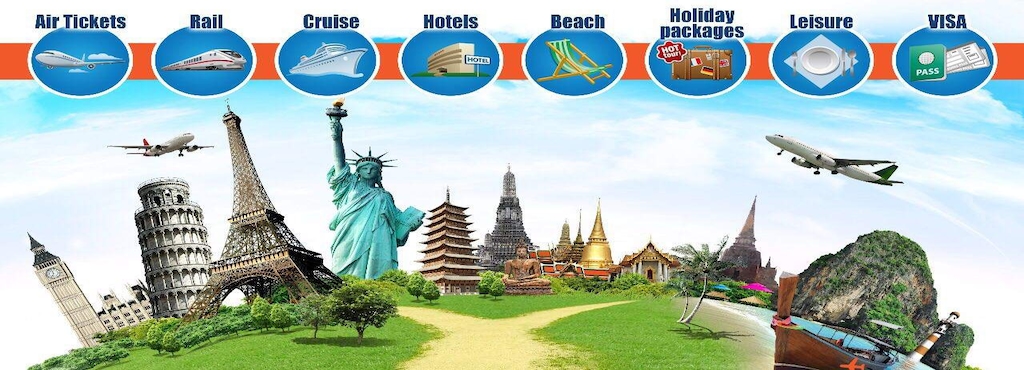 Air Tickets
Rail
Cruise
Hotels
Beach
Holiday
packages
Leisure
VISA
HOTEL
HOT
PASS